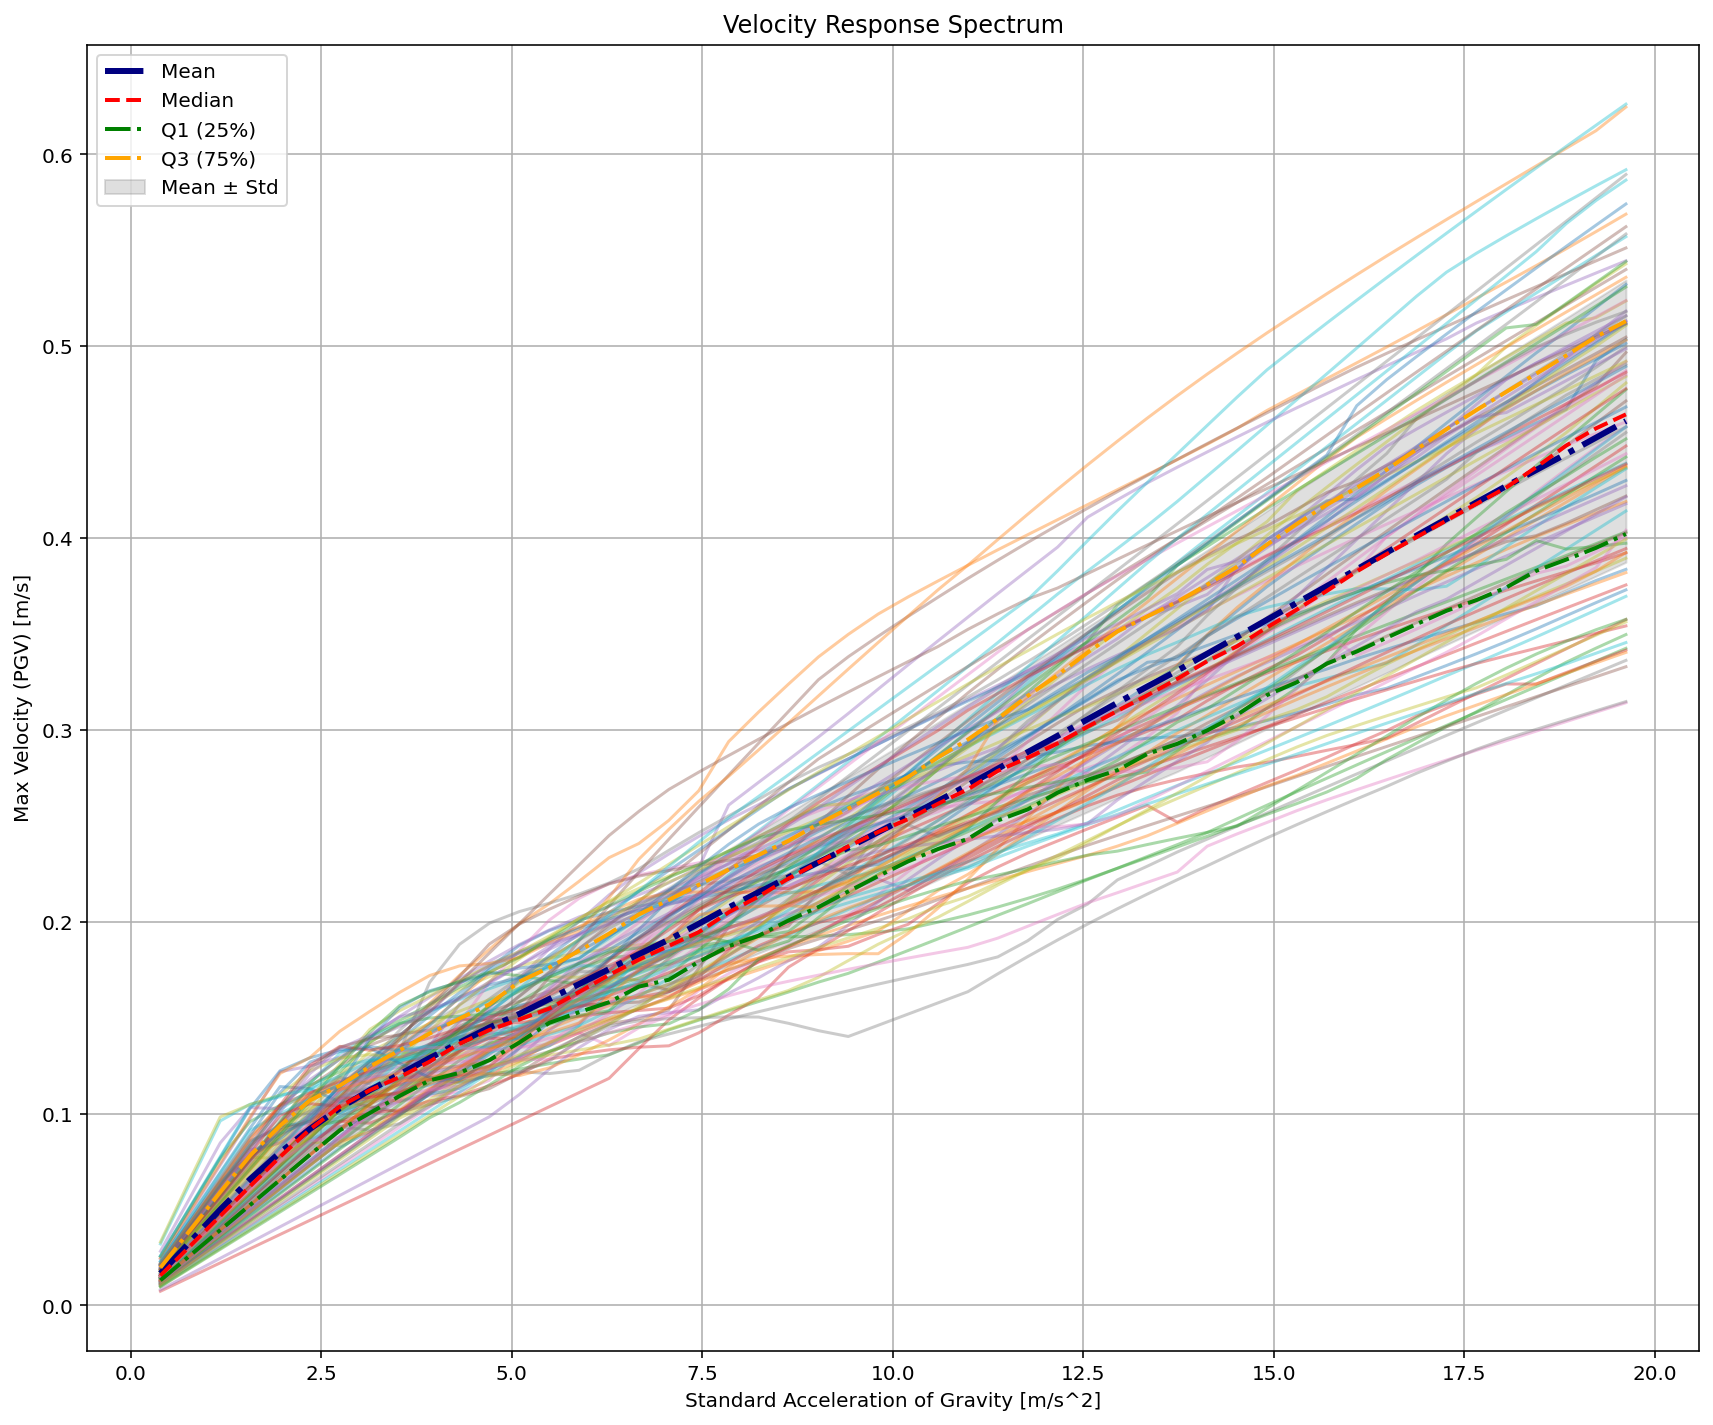 Velocity Response Spectrum
Mean
Median
Q1 (25%)
Q3 (75%)
Mean ± Std
Max Velocity (PGV) [m/s]
0.6
0.5
0.4
0.3
0.2
0.1
0.0
0.0 2.5 5.0 7.5 10.0 12.5 15.0 17.5 20.0
Standard Acceleration of Gravity [m/s^2]